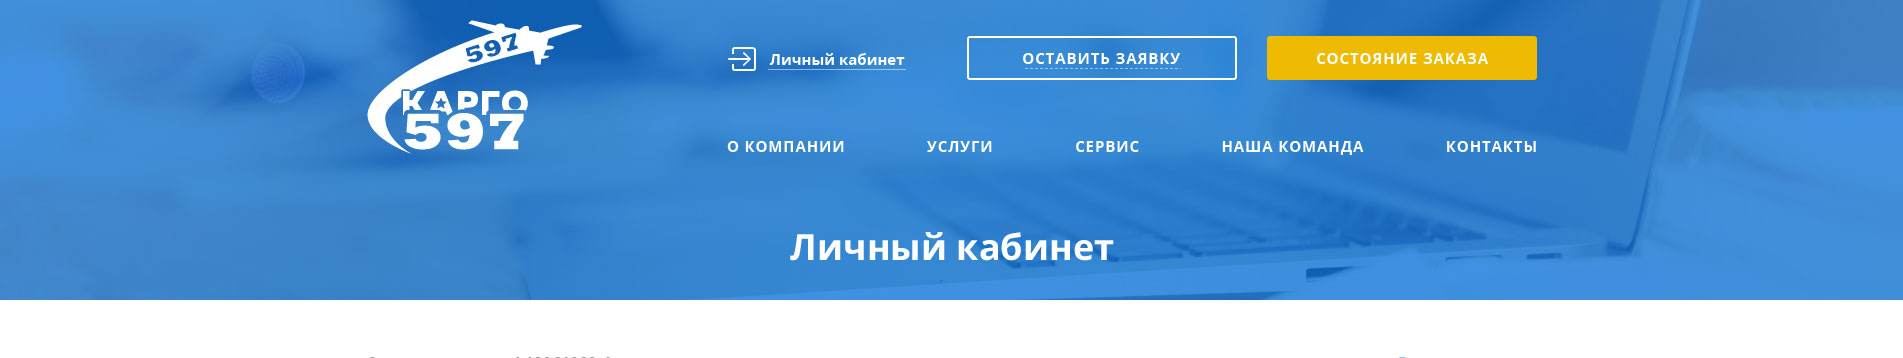 597
КАРГО
597
Личный кабинет
ОСТАВИТЬ ЗАЯВКУ
СОСТОЯНИЕ ЗАКАЗА
О КОМПАНИИ
УСЛУГИ
СЕРВИС
НАША КОМАНДА
КОНТАКТЫ
Личный кабинет